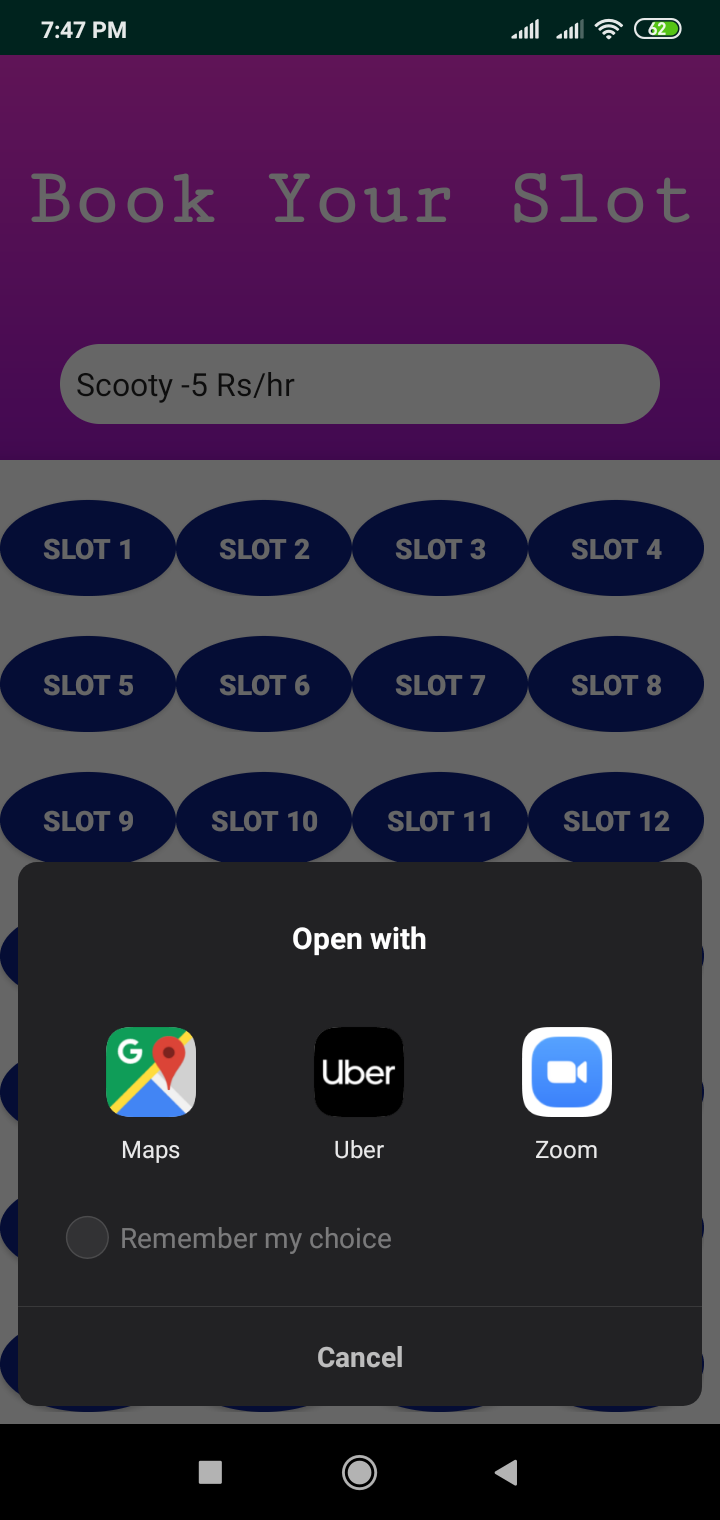 7:47 PM 62
Book Your Slot
Scooty -5 Rs/hr
SLOT 1 SLOT 2 SLOT 3 SLOT 4
SLOT 5 SLOT 6 SLOT 7 SLOT 8
SLOT 9 SLOT 10 SLOT 11 SLOT 12
Open with
G Uber
Maps Uber Zoom
Remember my choice
Cancel